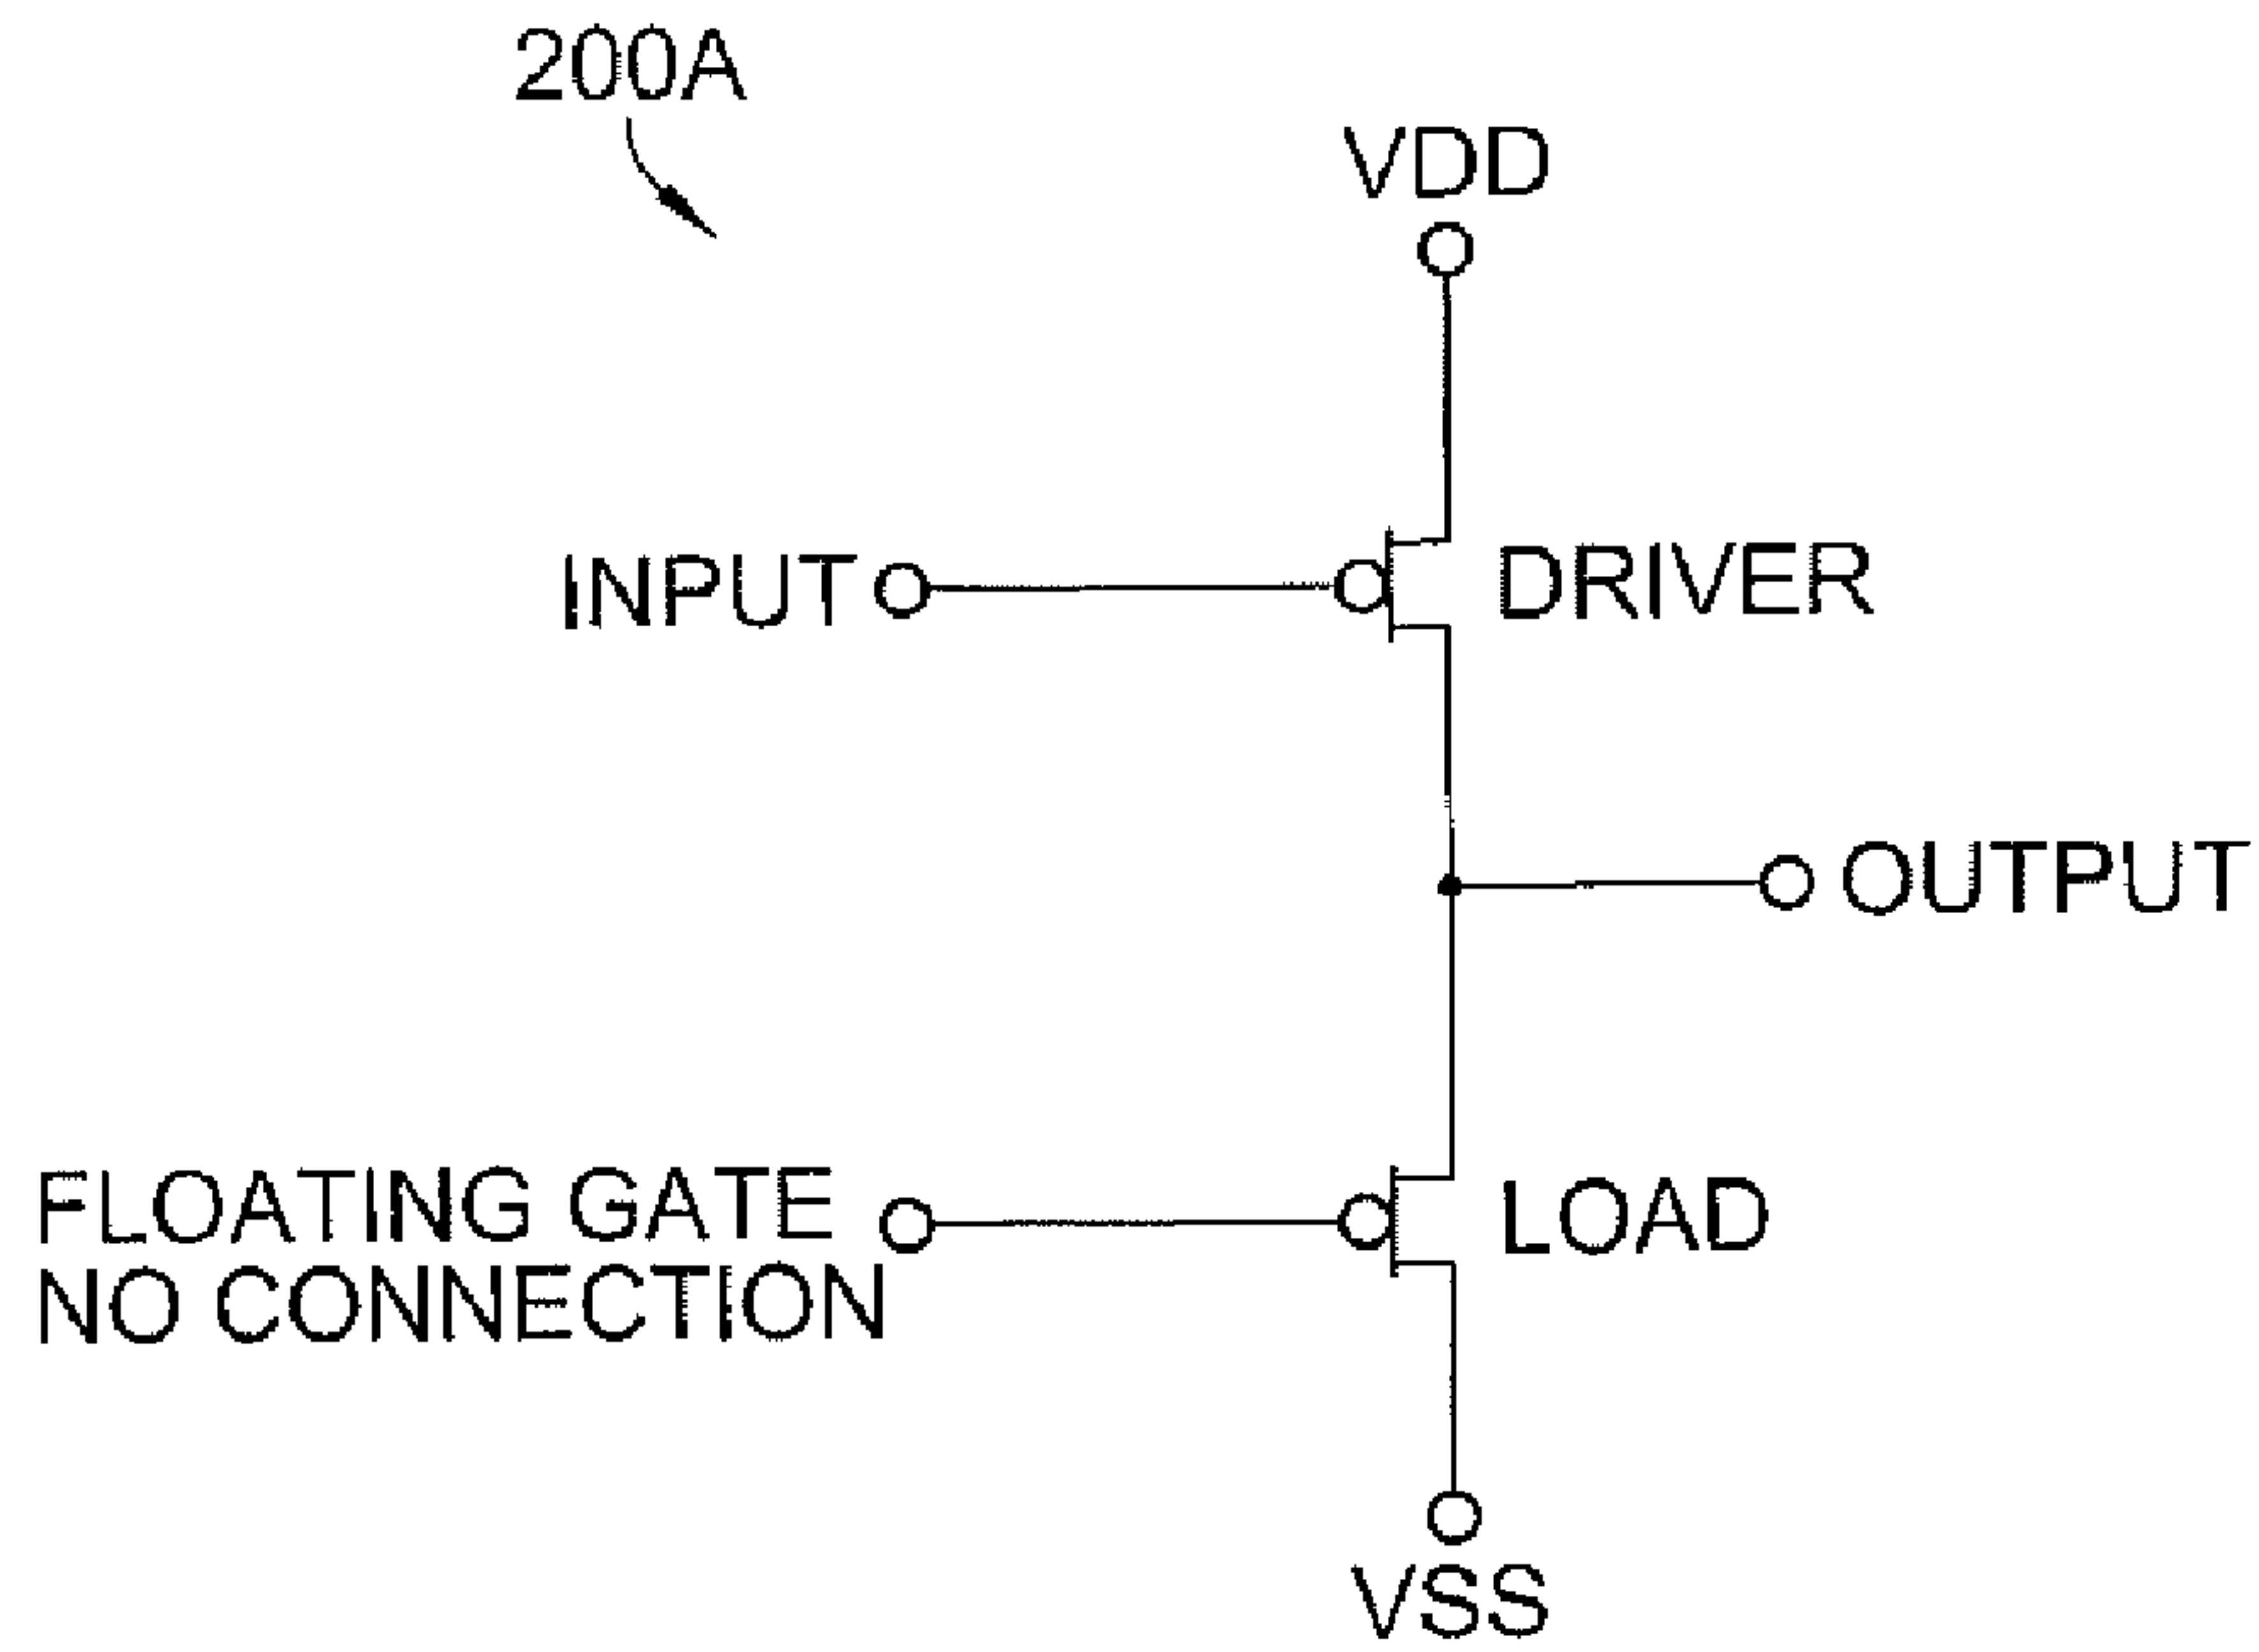 200A
VDD
INPUT
DRIVER
OUTPUT
FLOATING GATE
NO CONNECTION
LOAD
VSS